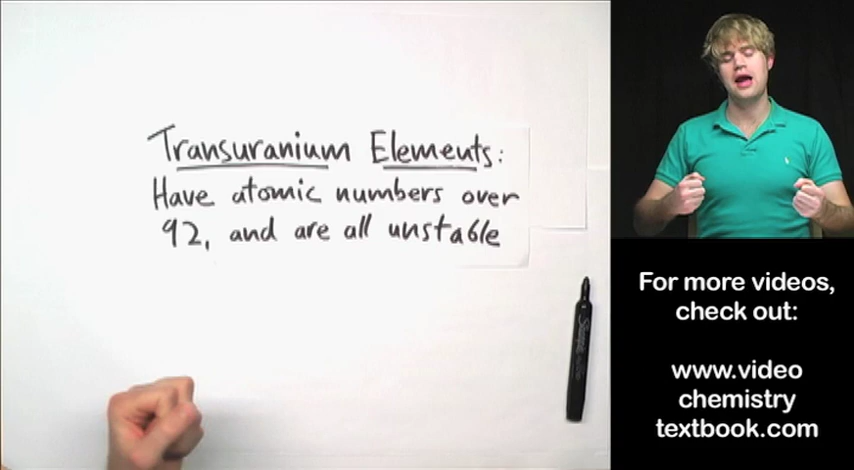 Transuranium Elements:
Have atomic numbers over
92, and are all unstable
Sharpie
For more videos,
check out:
www.video
chemistry
textbook.com